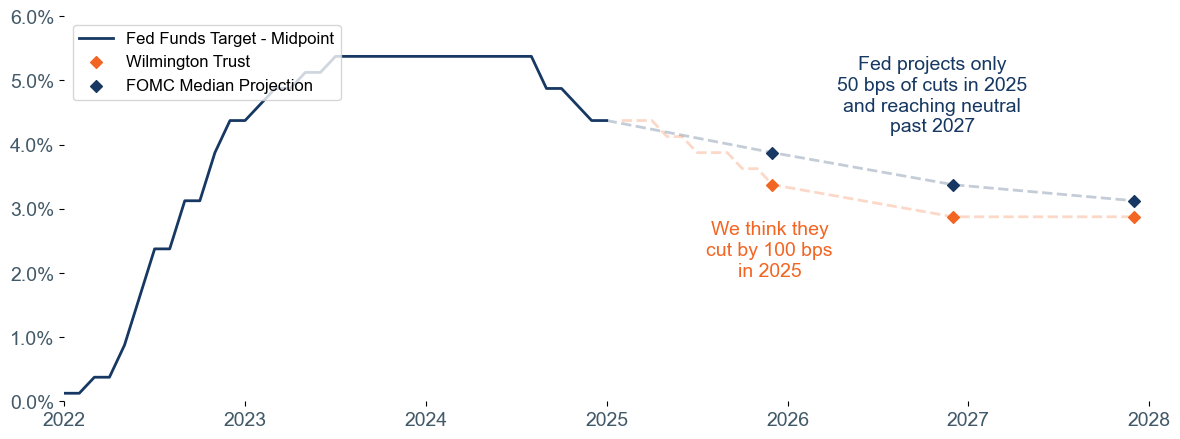 6.0%
5.0%
4.0%
3.0%
2.0%
1.0%
0.0%
Fed Funds Target - Midpoint
Wilmington Trust
FOMC Median Projection
Fed projects only
50 bps of cuts in 2025
and reaching neutral
past 2027
We think they
cut by 100 bps
in 2025
2022
2023
2024
2025
2026
2027
2028